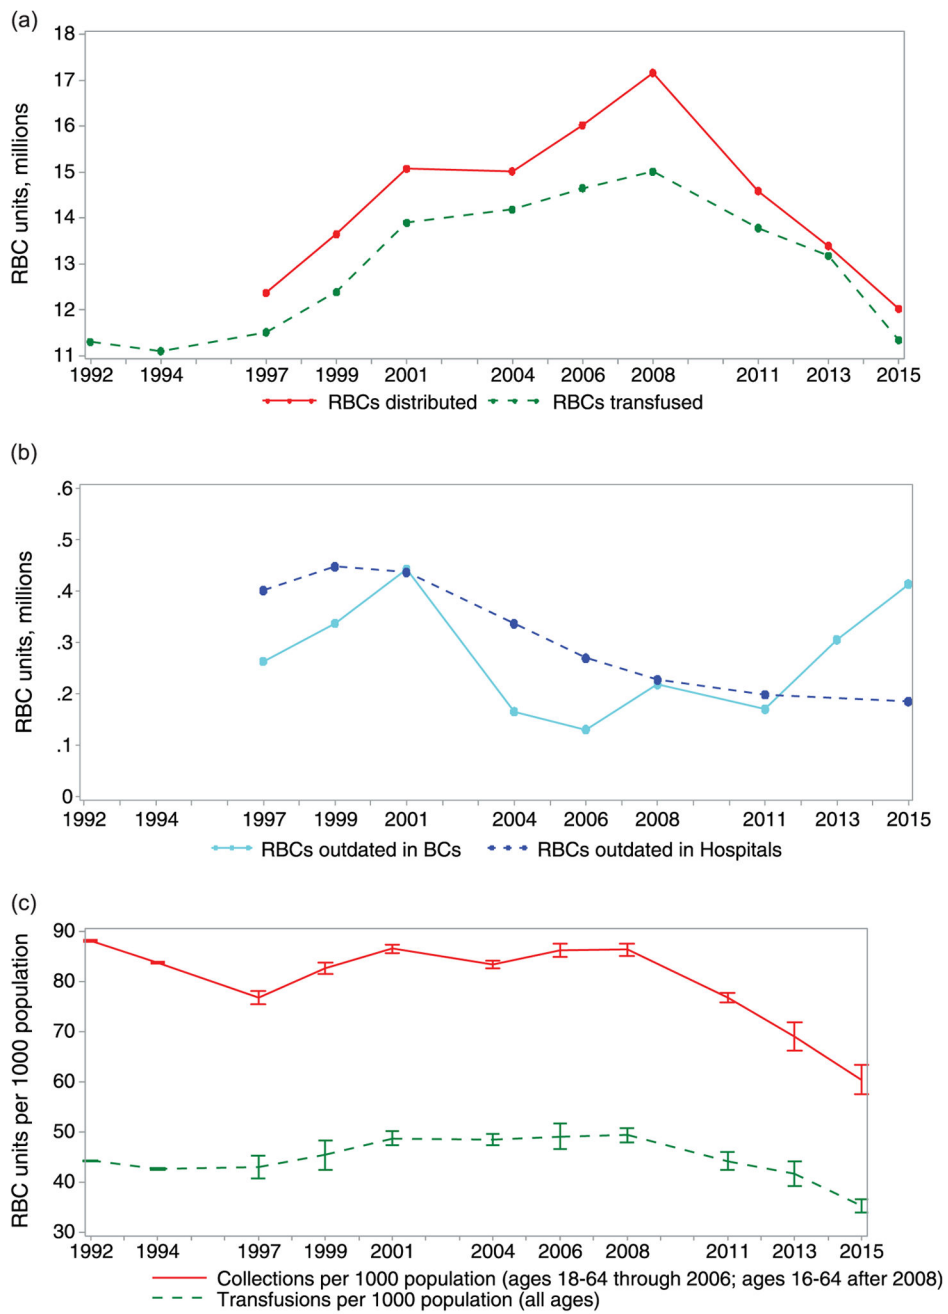 (a)
18
17
16
15
14
13
12
11
RBC units, millions
1992 1994 1997 1999 2001 2004 2006 2008 2011 2013 2015
RBCs distributed RBCs transfused
(b)
.6
.5
.4
.3
.2
.1
0
RBC units, millions
1992 1994 1997 1999 2001 2004 2006 2008 2011 2013 2015
RBCs outdated in BCs RBCs outdated in Hospitals
(c)
90
80
70
60
50
40
30
RBC units per 1000 population
1992 1994 1997 1999 2001 2004 2006 2008 2011 2013 2015
Collections per 1000 population (ages 18-64 through 2006; ages 16-64 after 2008)
Transfusions per 1000 population (all ages)